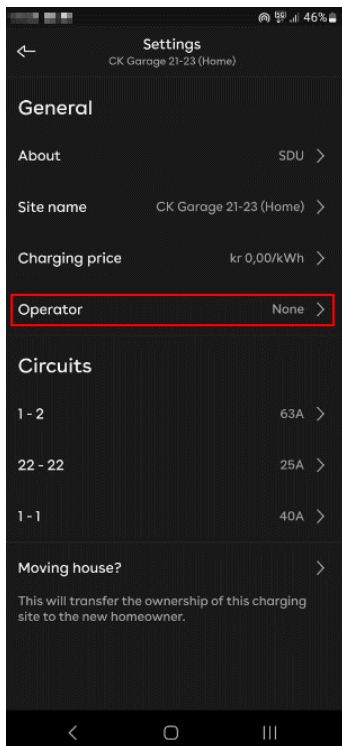 46%
Settings
CK Garage 21-23 (Home)
General
About SDU
Site name CK Garage 21-23 (Home)
Charging price kr 0,00/kWh
Operator None
Circuits
1 - 2 63A
22 - 22 25A
1 - 1 40A
Moving house?
This will transfer the ownership of this charging
site to the new homeowner.